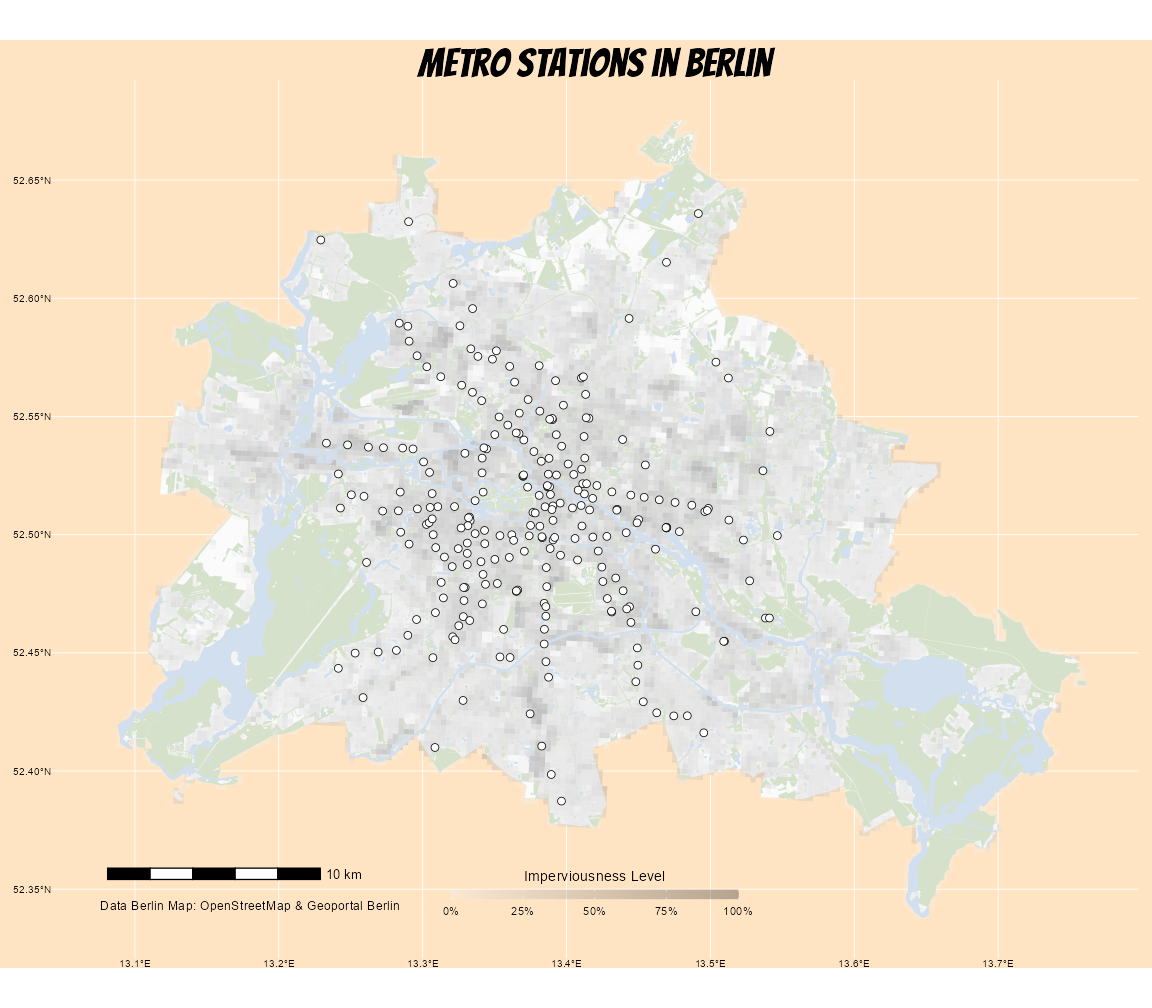 METRO STATIONS IN BERLIN
52.65°N
52.60°N
52.55°N
52.50°N
52.45°N
52.40°N
52.35°N
10 km
Data Berlin Map: OpenStreetMap & Geoportal Berlin
Imperviousness Level
0% 25% 50% 75% 100%
13.1°E 13.2°E 13.3°E 13.4°E 13.5°E 13.6°E 13.7°E